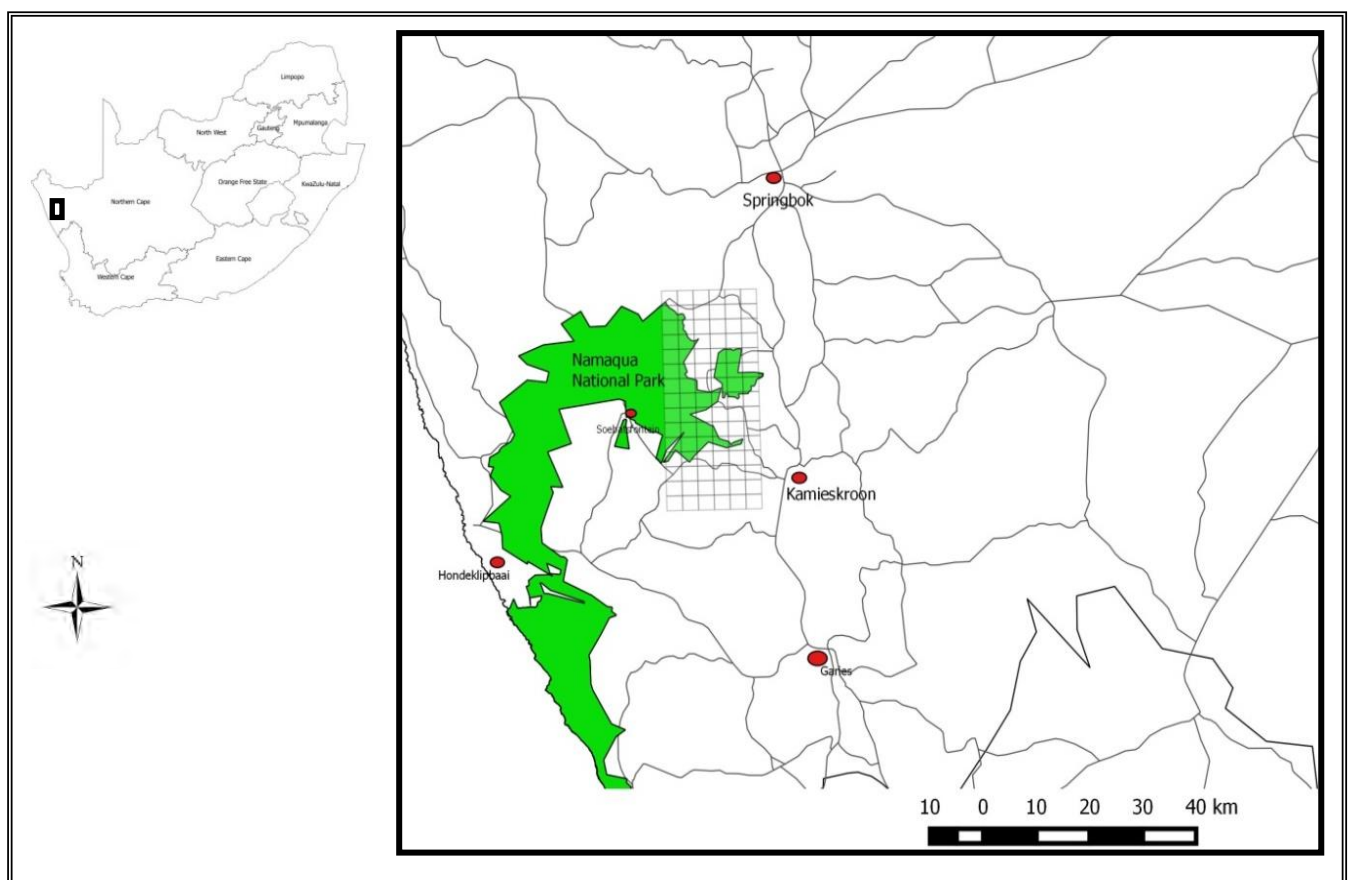 Limpopo
North West
Gauteng
Mpumalanga
Orange Free State
KwaZulu-Natal
Northern Cape
Eastern Cape
Western Cape
Springbok
Namaqua
National Park
Kamieskroon
N
Hondeklipbaai
10 0 10 20 30 40 km